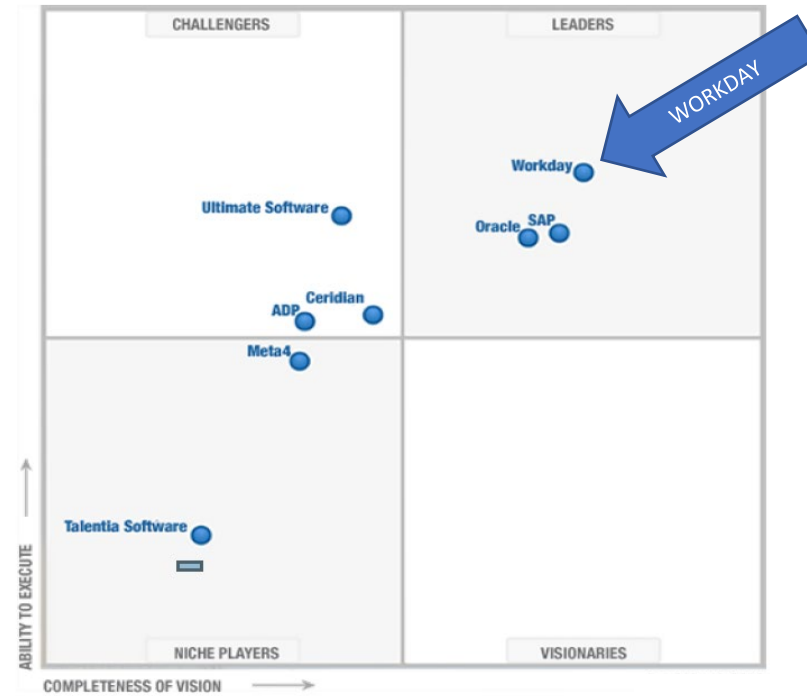 CHALLENGERS
LEADERS
WORKDAY
Workday
Ultimate Software
Oracle
SAP
Ceridian
ADP
Meta4
Talentia Software
ABILITY TO EXECUTE
NICHE PLAYERS
VISIONARIES
COMPLETENESS OF VISION